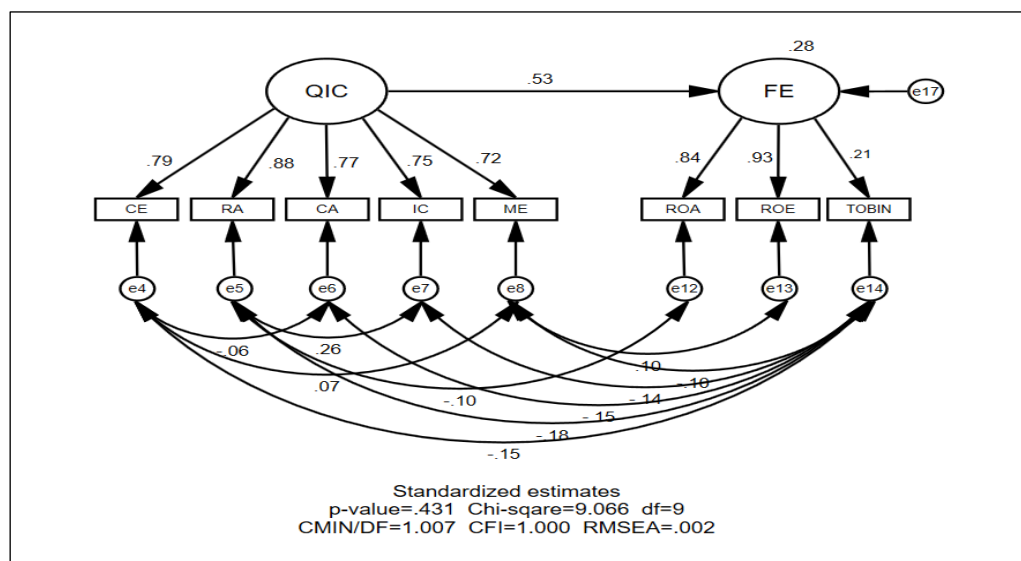 .28
QIC
.53
FE
e17
.79
.88
.77
.75
.72
.84
.93
.21
CE
RA
CA
IC
ME
ROA
ROE
TOBIN
e4
e5
e6
e7
e8
e12
e13
e14
-.06
.26
.07
-.10
.10
-.10
-.14
-.15
-.18
-.15
Standardized estimates
p-value=.431 Chi-sqare=9.066 df=9
CMIN/DF=1.007 CFI=1.000 RMSEA=.002